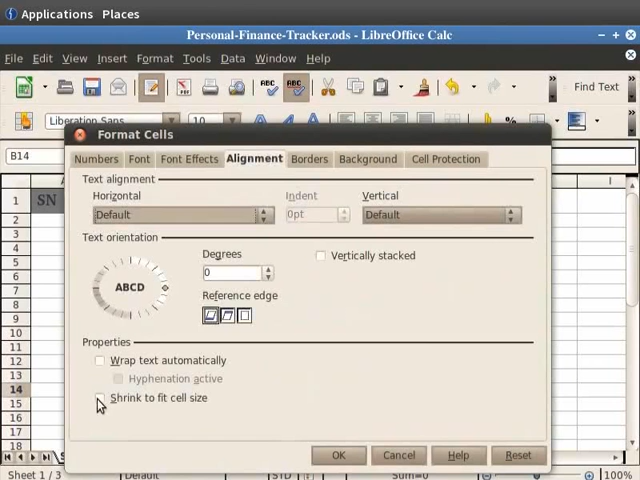 Applications Places
Personal-Finance-Tracker.ods - LibreOffice Calc
File Edit View Insert Format Tools Data Window Help
PDF ABC ABC Find Text
Liberation Sans 10 %
Format Cells
B14
Numbers Font Font Effects Alignment Borders Background Cell Protection
I
Text alignment
Horizontal Indent Vertical
1 SN Default 0pt Default
2
3
Text orientation
4
Degrees Vertically stacked
5
0
6
ABCD
7
Reference edge
8
9
10
Properties
11
12
Wrap text automatically
13
Hyphenation active
14
Shrink to fit cell size
15
16
17
18
OK Cancel Help Reset
Sheet 1 / 3 Default STD Sum=0 100%